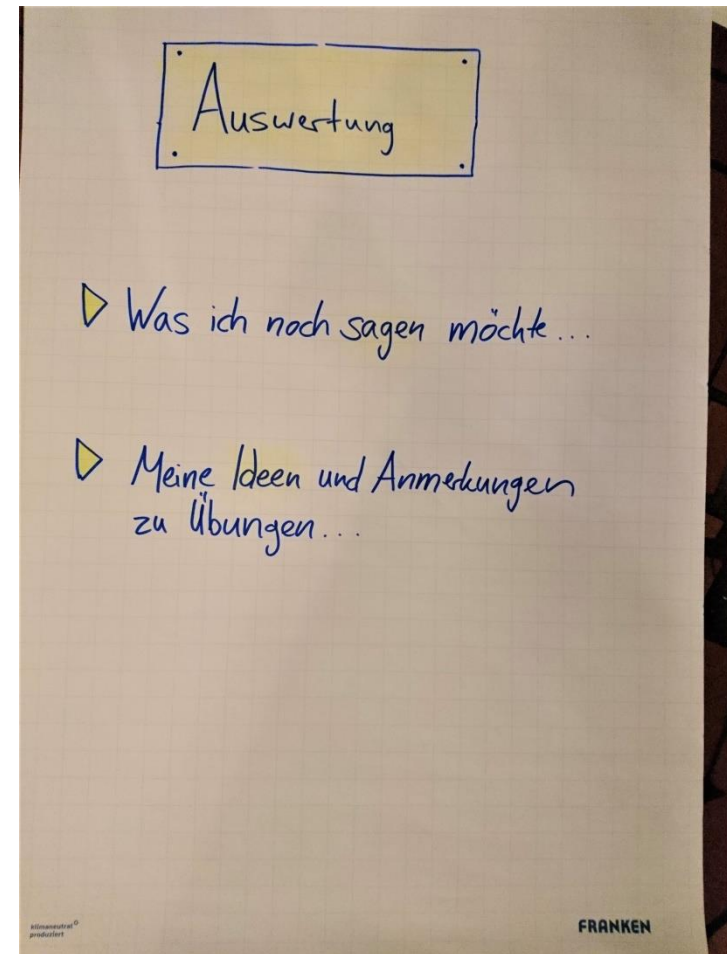 Auswertung
Was ich noch sagen möchte...
Meine Ideen und Anmerkungen
zu Übungen...
klimaneutral
produziert
FRANKEN